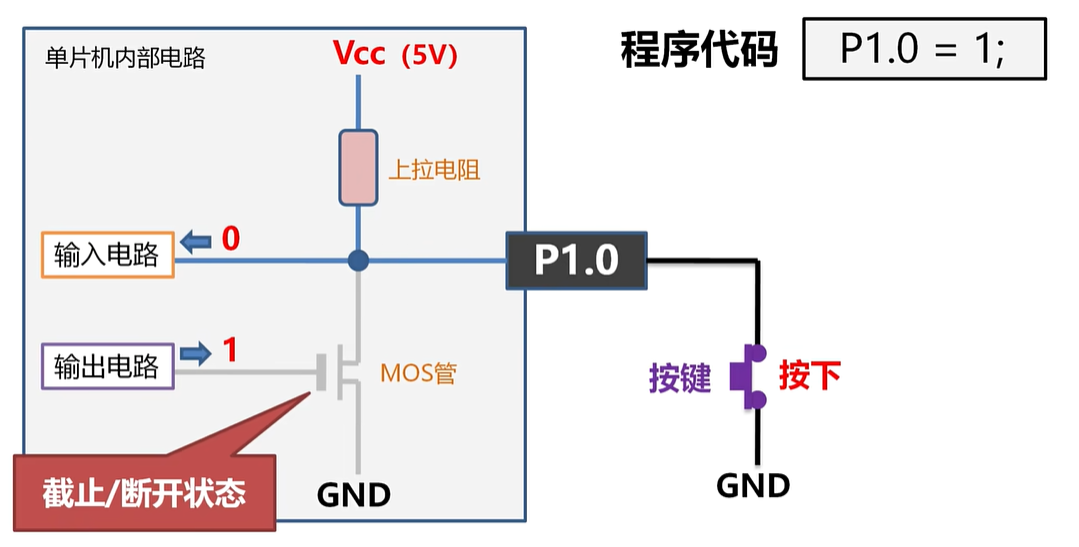 单片机内部电路
Vcc（5V）
程序代码
P1.0 = 1;
上拉电阻
输入电路
0
P1.0
输出电路
1
MOS管
按键
按下
截止/断开状态
GND
GND